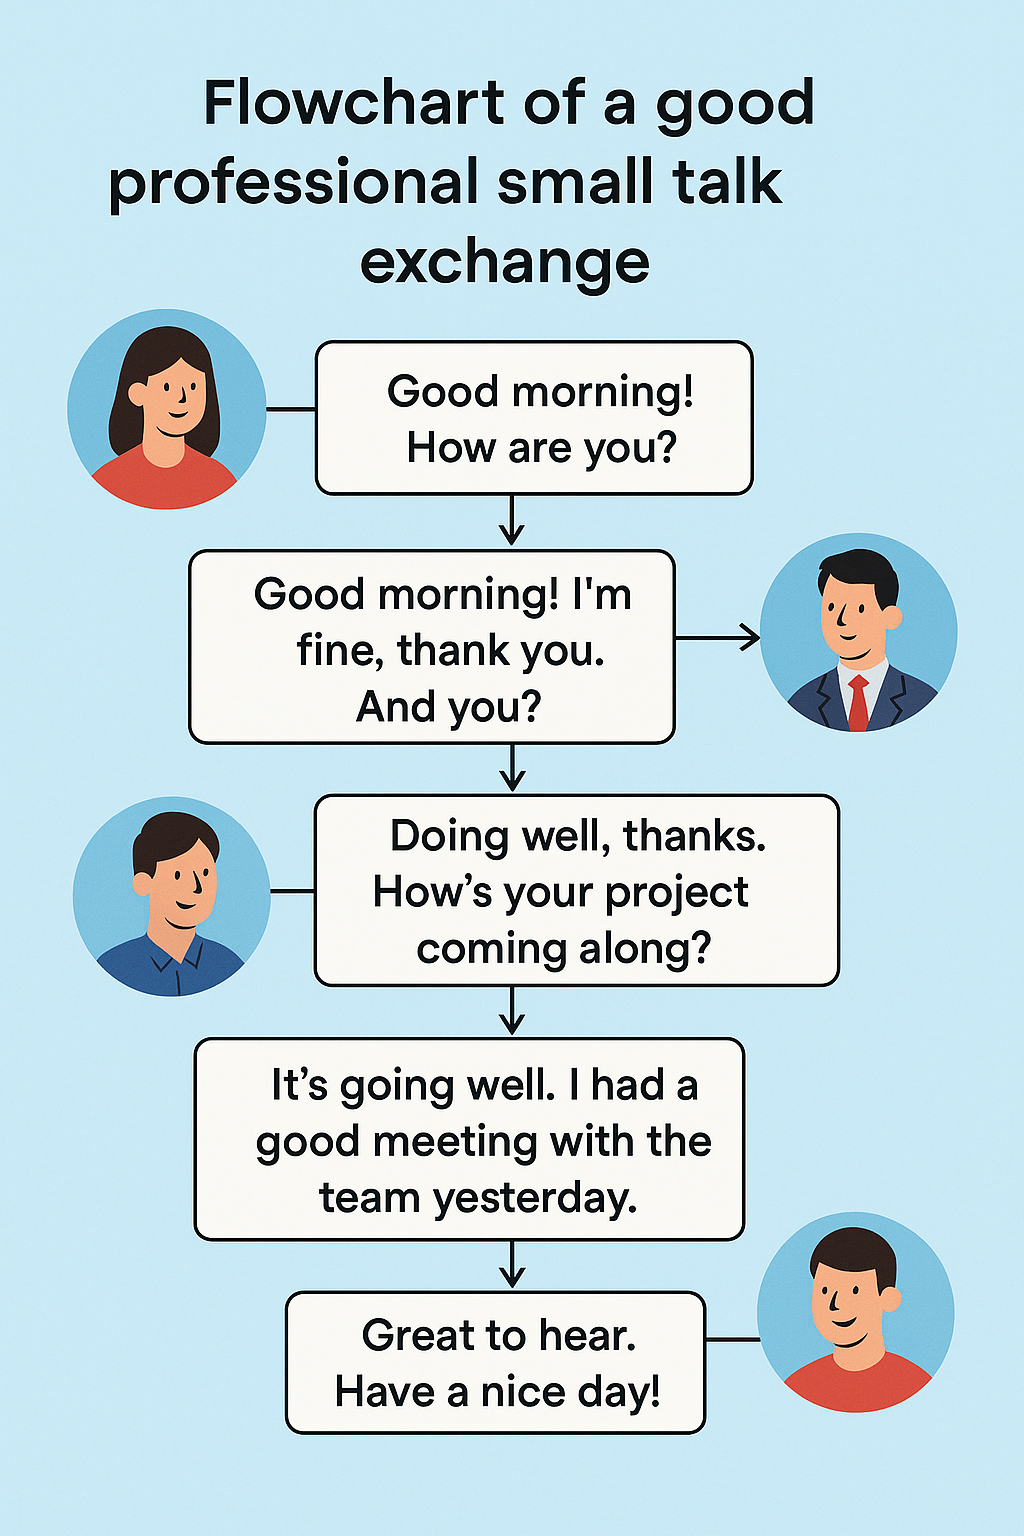 Flowchart of a good
professional small talk
exchange
Good morning!
How are you?
Good morning! I'm
fine, thank you.
And you?
Doing well, thanks.
How’s your project
coming along?
It’s going well. I had a
good meeting with the
team yesterday.
Great to hear.
Have a nice day!